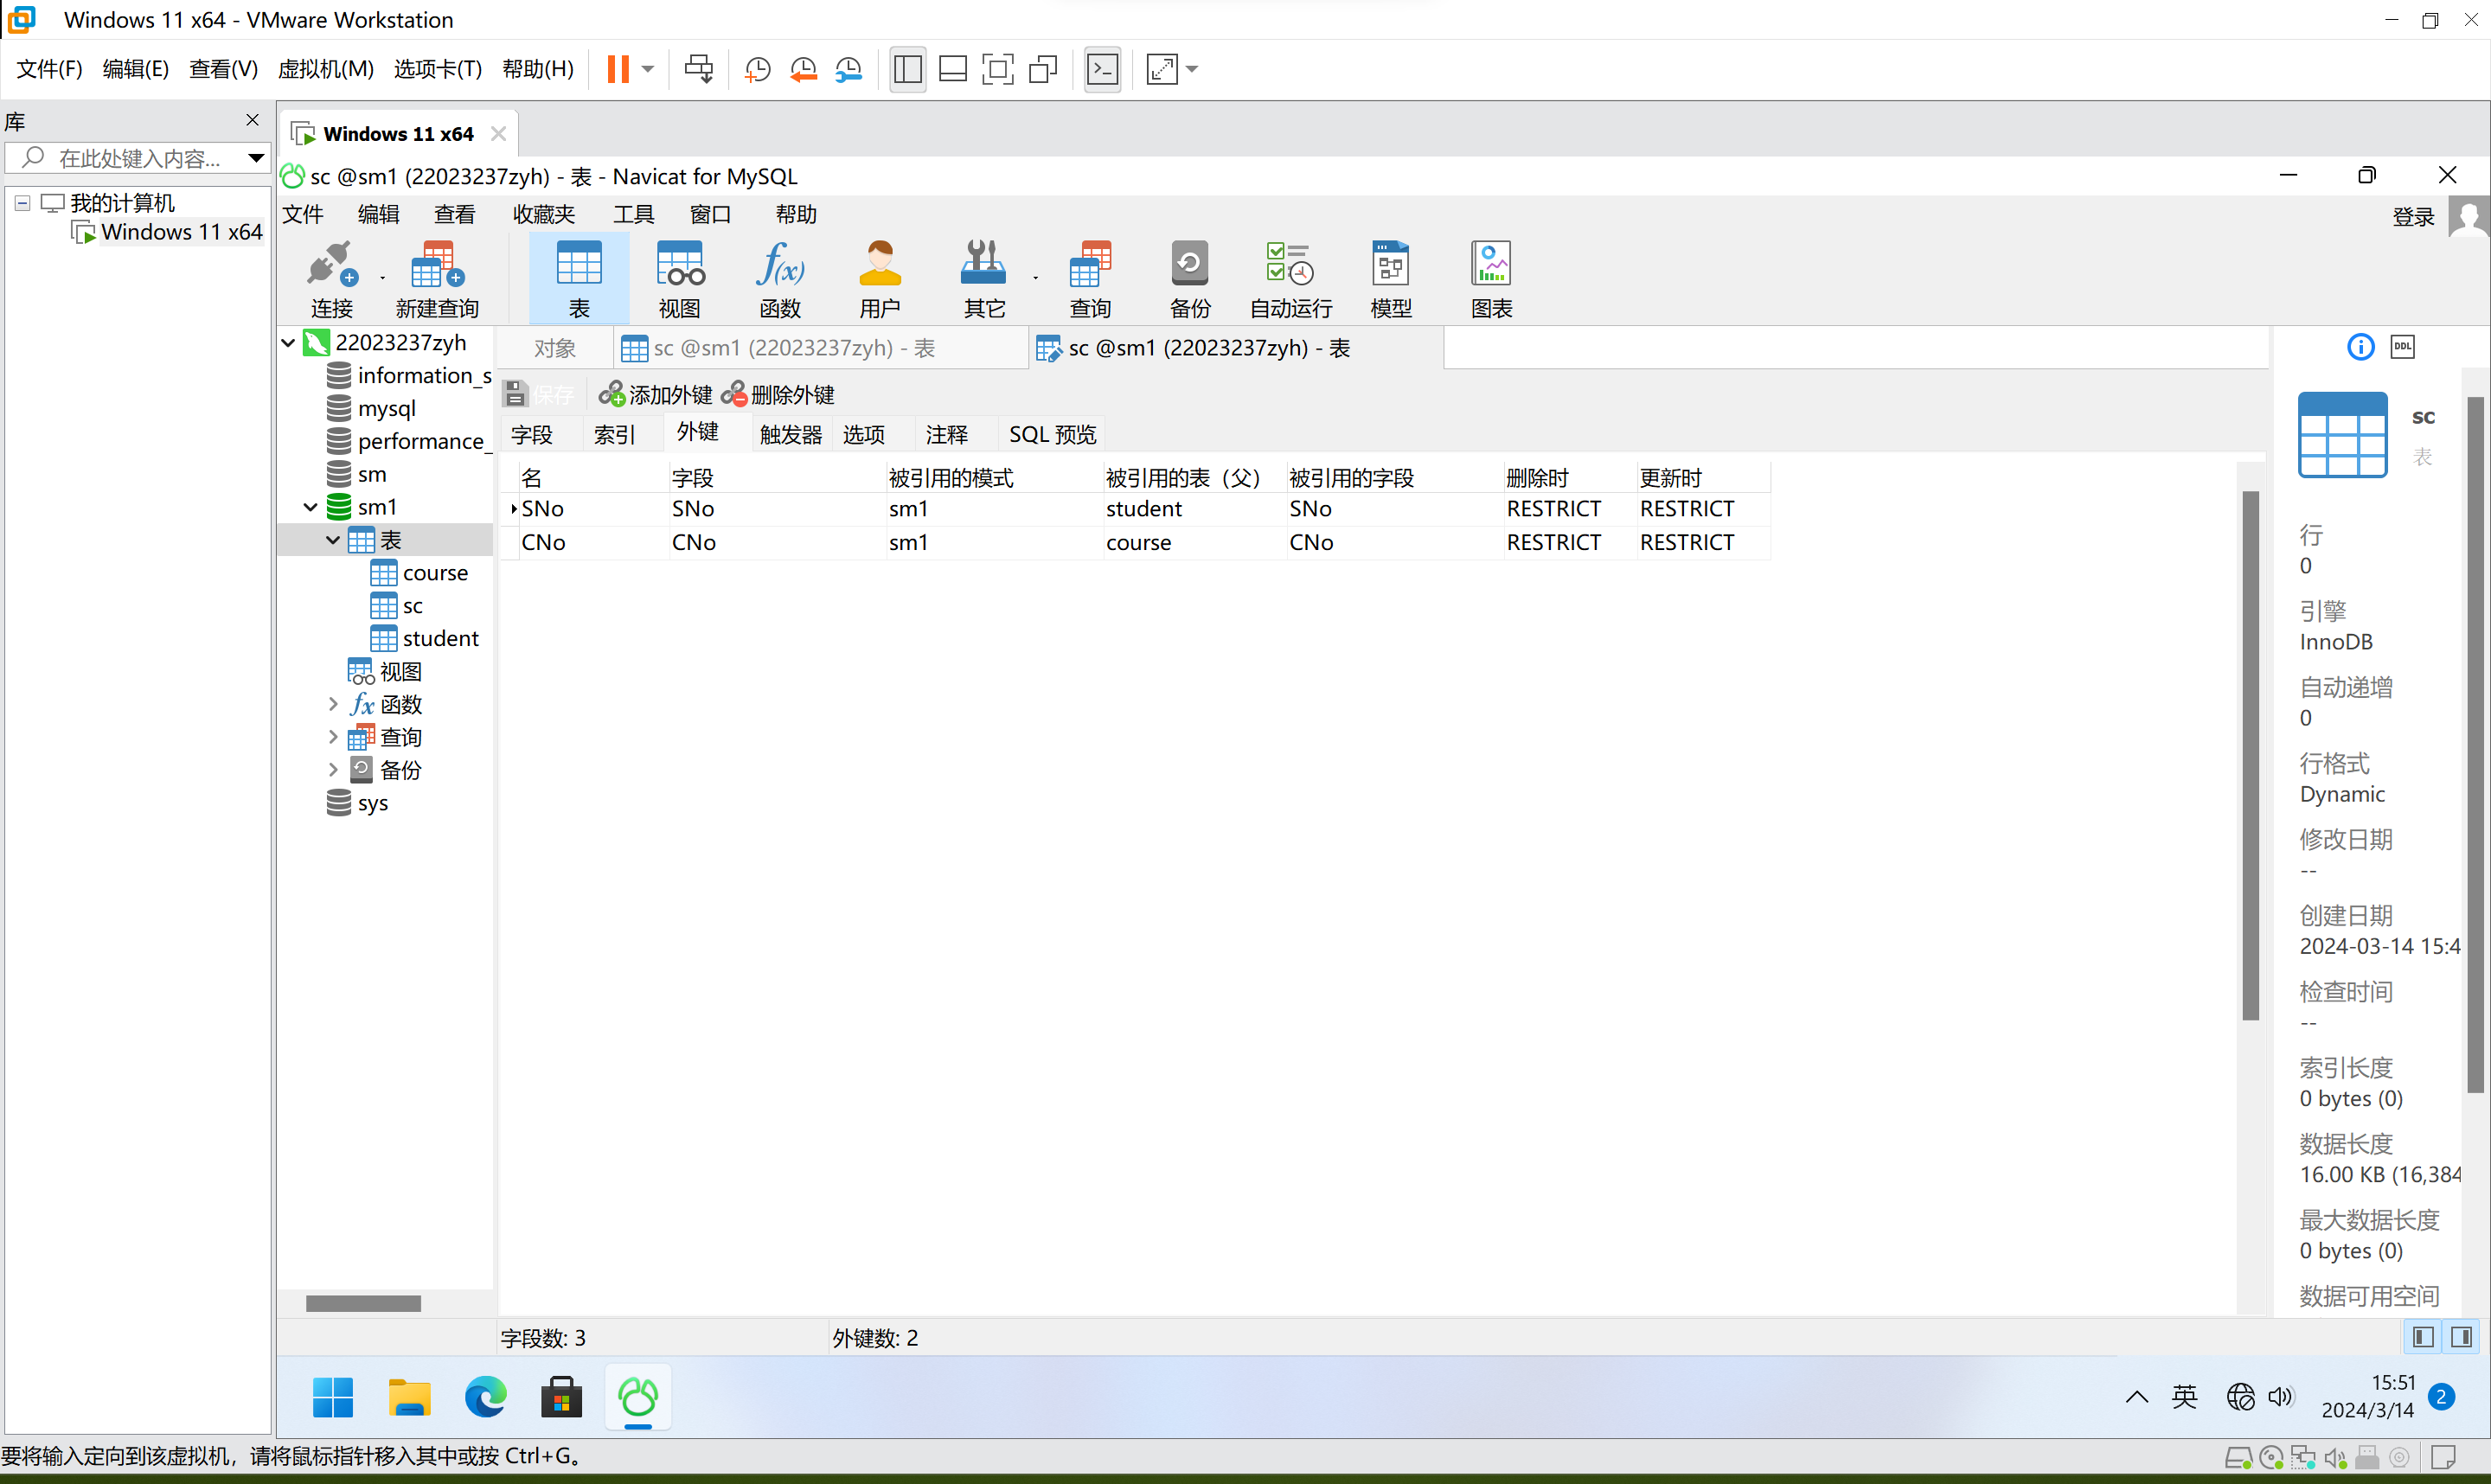 Windows 11 x64 - VMware Workstation
文件(F) 编辑(E) 查看(V) 虚拟机(M) 选项卡(T) 帮助(H)
库
在此处键入内容...
我的计算机
Windows 11 x64
Windows 11 x64
sc @sm1 (22023237zyh) - 表 - Navicat for MySQL
文件 编辑 查看 收藏夹 工具 窗口 帮助
登录
连接 新建查询 表 视图 函数 用户 其它 查询 备份 自动运行 模型 图表
22023237zyh
information_s
mysql
performance_
sm
sm1
表
course
sc
student
视图
函数
查询
备份
sys
对象 sc @sm1 (22023237zyh) - 表 sc @sm1 (22023237zyh) - 表
保存 添加外键 删除外键
字段 索引 外键 触发器 选项 注释 SQL 预览
名 字段 被引用的模式 被引用的表（父） 被引用的字段 删除时 更新时
SNo SNo sm1 student SNo RESTRICT RESTRICT
CNo CNo sm1 course CNo RESTRICT RESTRICT
DDL
sc
表
行
0
引擎
InnoDB
自动递增
0
行格式
Dynamic
修改日期
--
创建日期
2024-03-14 15:4
检查时间
--
索引长度
0 bytes (0)
数据长度
16.00 KB (16,384
最大数据长度
0 bytes (0)
数据可用空间
字段数: 3 外键数: 2
英
15:51
2024/3/14
2
要将输入定向到该虚拟机，请将鼠标指针移入其中或按 Ctrl+G。